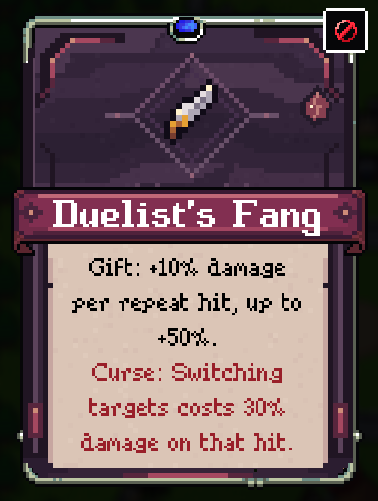 Duelist's Fang
Gift: +10% damage
per repeat hit, up to
+50%.
Curse: Switching
targets costs 30%
damage on that hit.